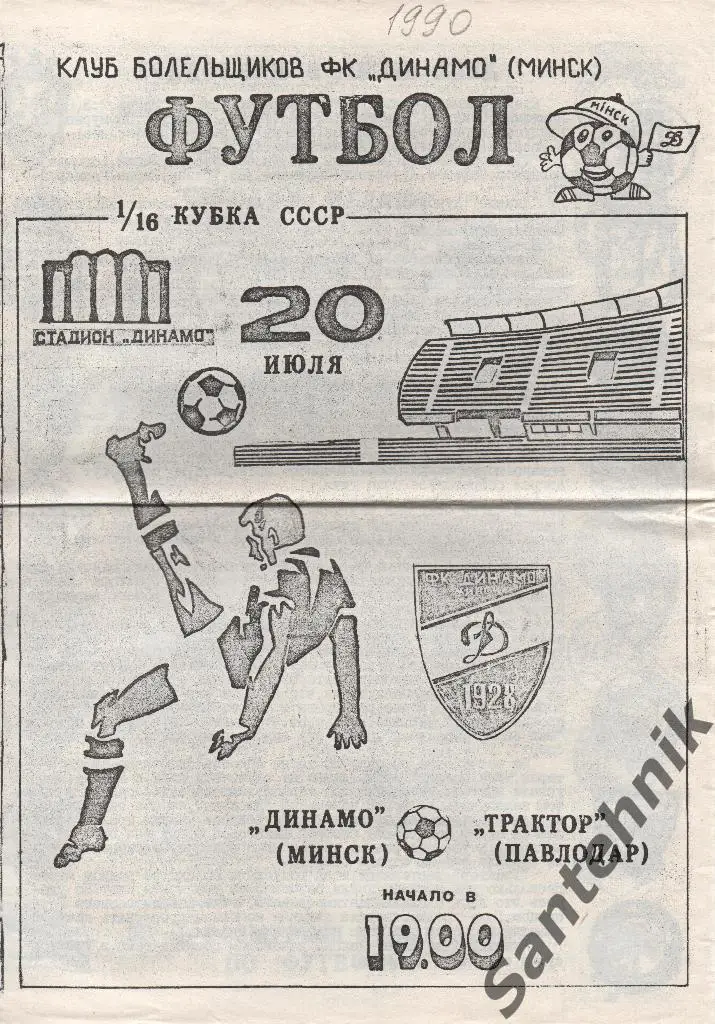 1990
КЛУБ БОЛЕЛЬЩИКОВ ФК „ДИНАМО" (МИНСК)
ФУТБОЛ
МІНСК
Д
1/16 КУБКА СССР
СТАДИОН „ДИНАМО"
20
ИЮЛЯ
ФК ДИНАМО
Д
1928
„ДИНАМО"
(МИНСК)
„ТРАКТОР"
(ПАВЛОДАР)
НАЧАЛО В
19.00
Santehnik